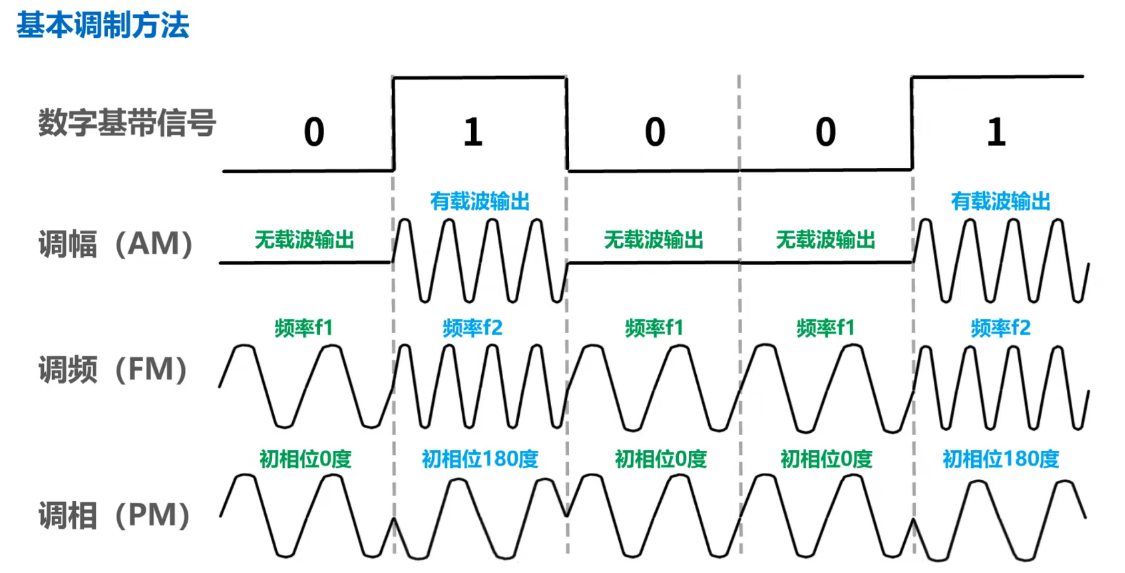 基本调制方法
数字基带信号 0 1 0 0 1
有载波输出 有载波输出
调幅（AM） 无载波输出 无载波输出 无载波输出
频率f1 频率f2 频率f1 频率f1 频率f2
调频（FM）
初相位0度 初相位180度 初相位0度 初相位0度 初相位180度
调相（PM）